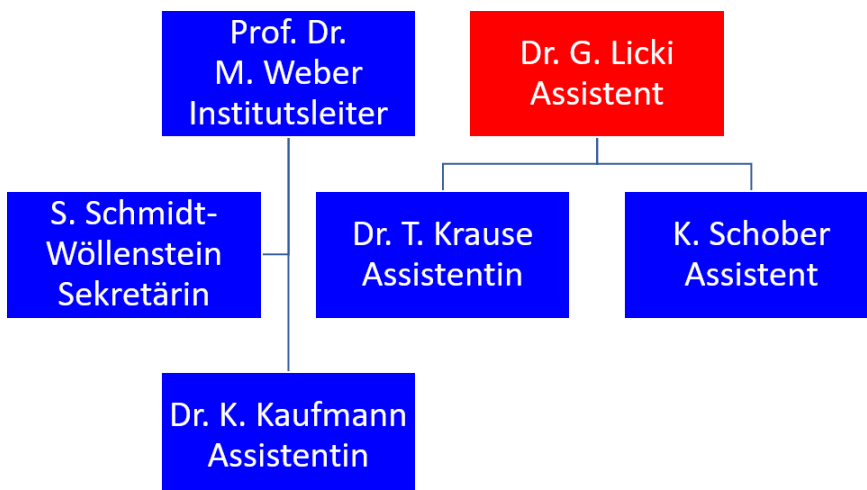 Prof. Dr.
M. Weber
Institutsleiter
Dr. G. Licki
Assistent
S. Schmidt-
Wöllenstein
Sekretärin
Dr. T. Krause
Assistentin
K. Schober
Assistent
Dr. K. Kaufmann
Assistentin